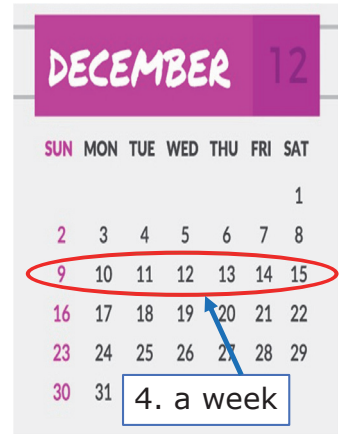 DECEMBER 12
SUN MON TUE WED THU FRI SAT
1
2 3 4 5 6 7 8
9 10 11 12 13 14 15
16 17 18 19 20 21 22
23 24 25 26 27 28 29
30 31
4. a week